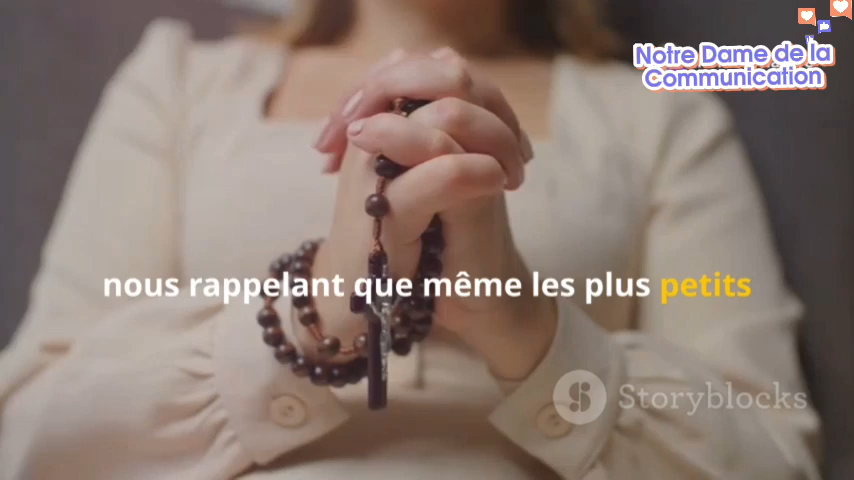 Notre Dame de la
Communication
nous rappelant que même les plus petits
Storyblocks